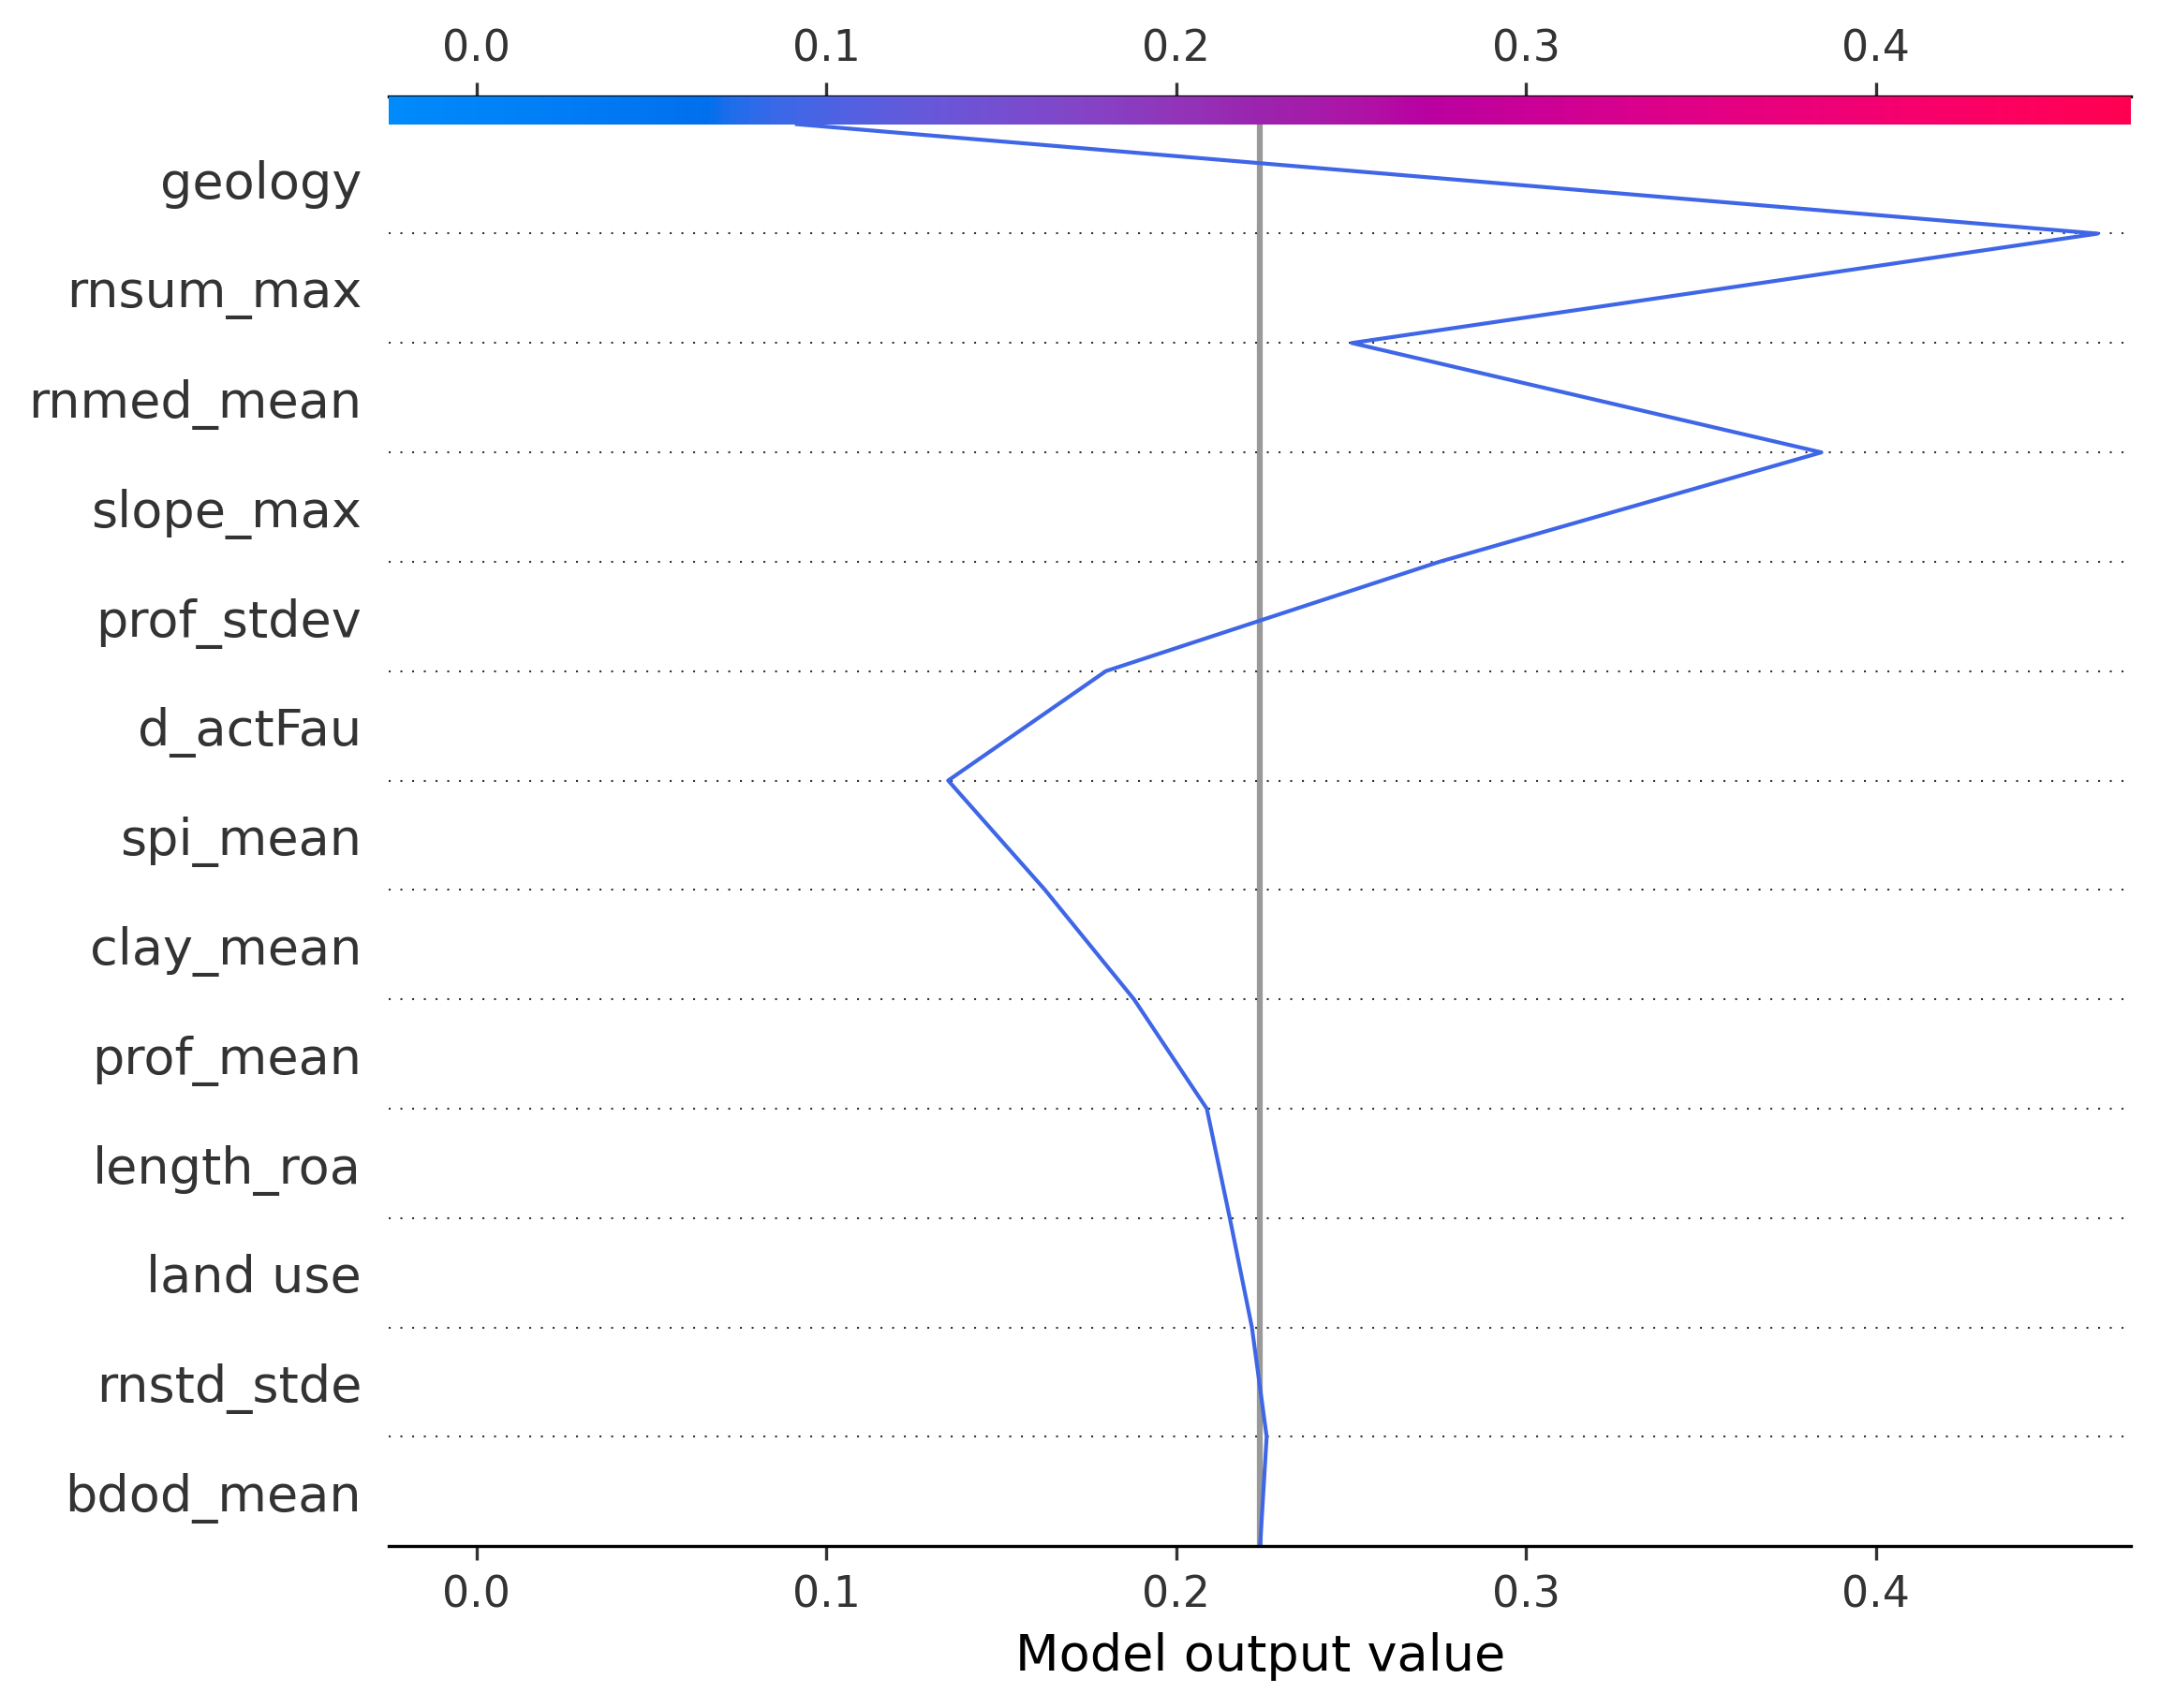 0.0 0.1 0.2 0.3 0.4
geology
rnsum_max
rnmed_mean
slope_max
prof_stdev
d_actFau
spi_mean
clay_mean
prof_mean
length_roa
land use
rnstd_stde
bdod_mean
0.0 0.1 0.2 0.3 0.4
Model output value